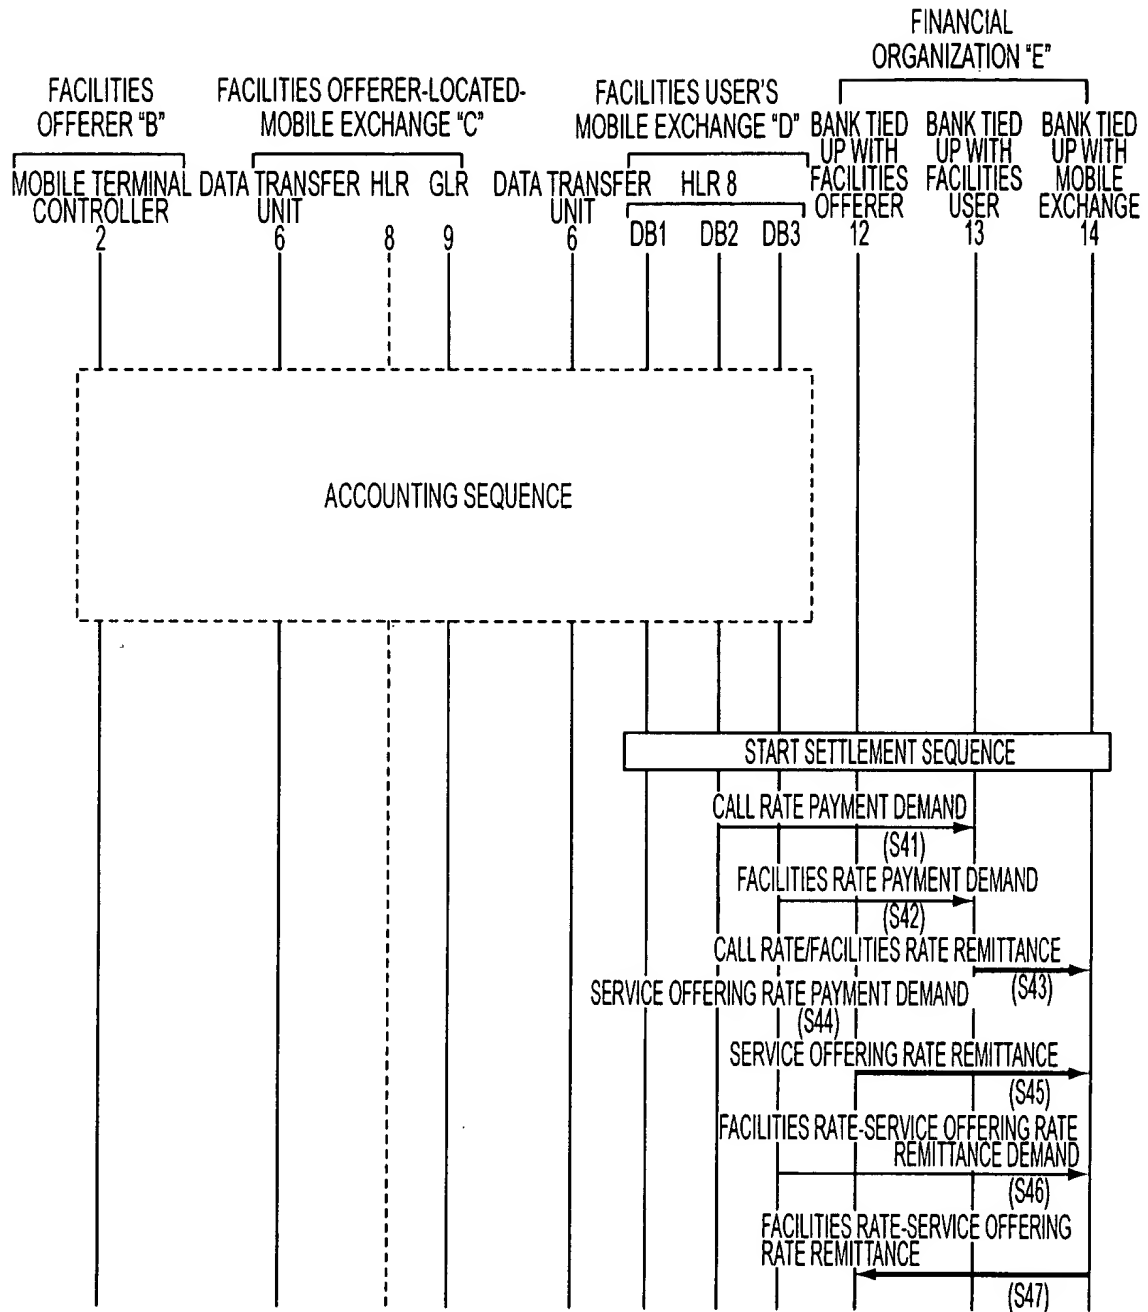 FINANCIAL
ORGANIZATION "E"
FACILITIES
OFFERER "B"
FACILITIES OFFERER-LOCATED-
MOBILE EXCHANGE "C"
FACILITIES USER'S
MOBILE EXCHANGE "D"
BANK TIED
UP WITH
FACILITIES
OFFERER
12
BANK TIED
UP WITH
FACILITIES
USER
13
BANK TIED
UP WITH
MOBILE
EXCHANGE
14
MOBILE TERMINAL
CONTROLLER
2
DATA TRANSFER
UNIT
6
HLR
8
GLR
9
DATA TRANSFER
UNIT
6
HLR 8
DB1
DB2
DB3
ACCOUNTING SEQUENCE
START SETTLEMENT SEQUENCE
CALL RATE PAYMENT DEMAND
(S41)
FACILITIES RATE PAYMENT DEMAND
(S42)
CALL RATE/FACILITIES RATE REMITTANCE
(S43)
SERVICE OFFERING RATE PAYMENT DEMAND
(S44)
SERVICE OFFERING RATE REMITTANCE
(S45)
FACILITIES RATE-SERVICE OFFERING RATE
REMITTANCE DEMAND
(S46)
FACILITIES RATE-SERVICE OFFERING
RATE REMITTANCE
(S47)